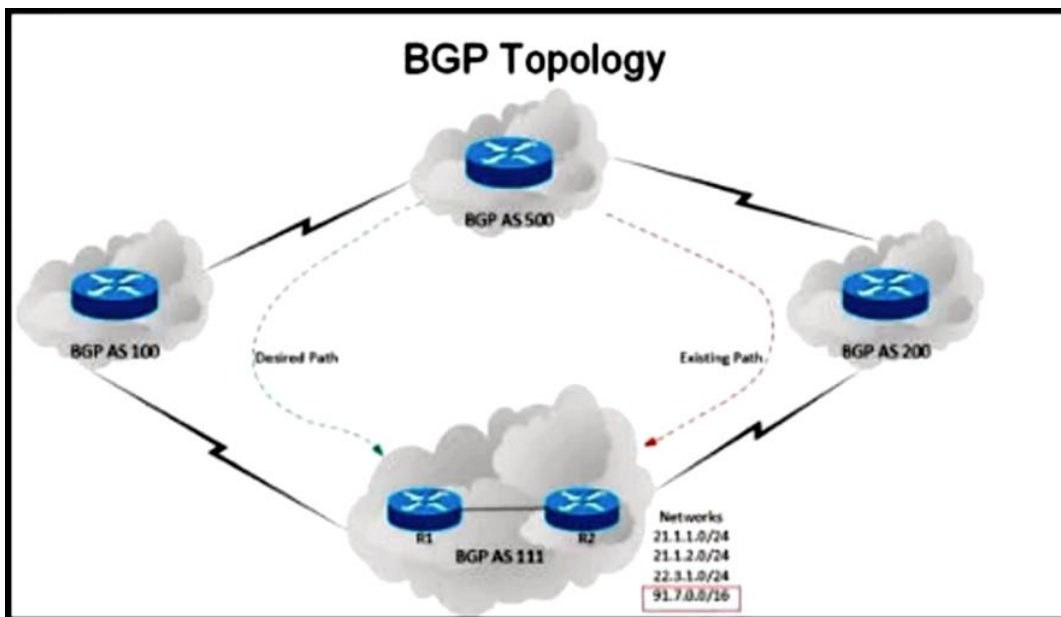 BGP Topology
BGP AS 500
BGP AS 100
BGP AS 200
Desired Path
Existing Path
R1
R2
BGP AS 111
Networks
21.1.1.0/24
21.1.2.0/24
22.3.1.0/24
91.7.0.0/16